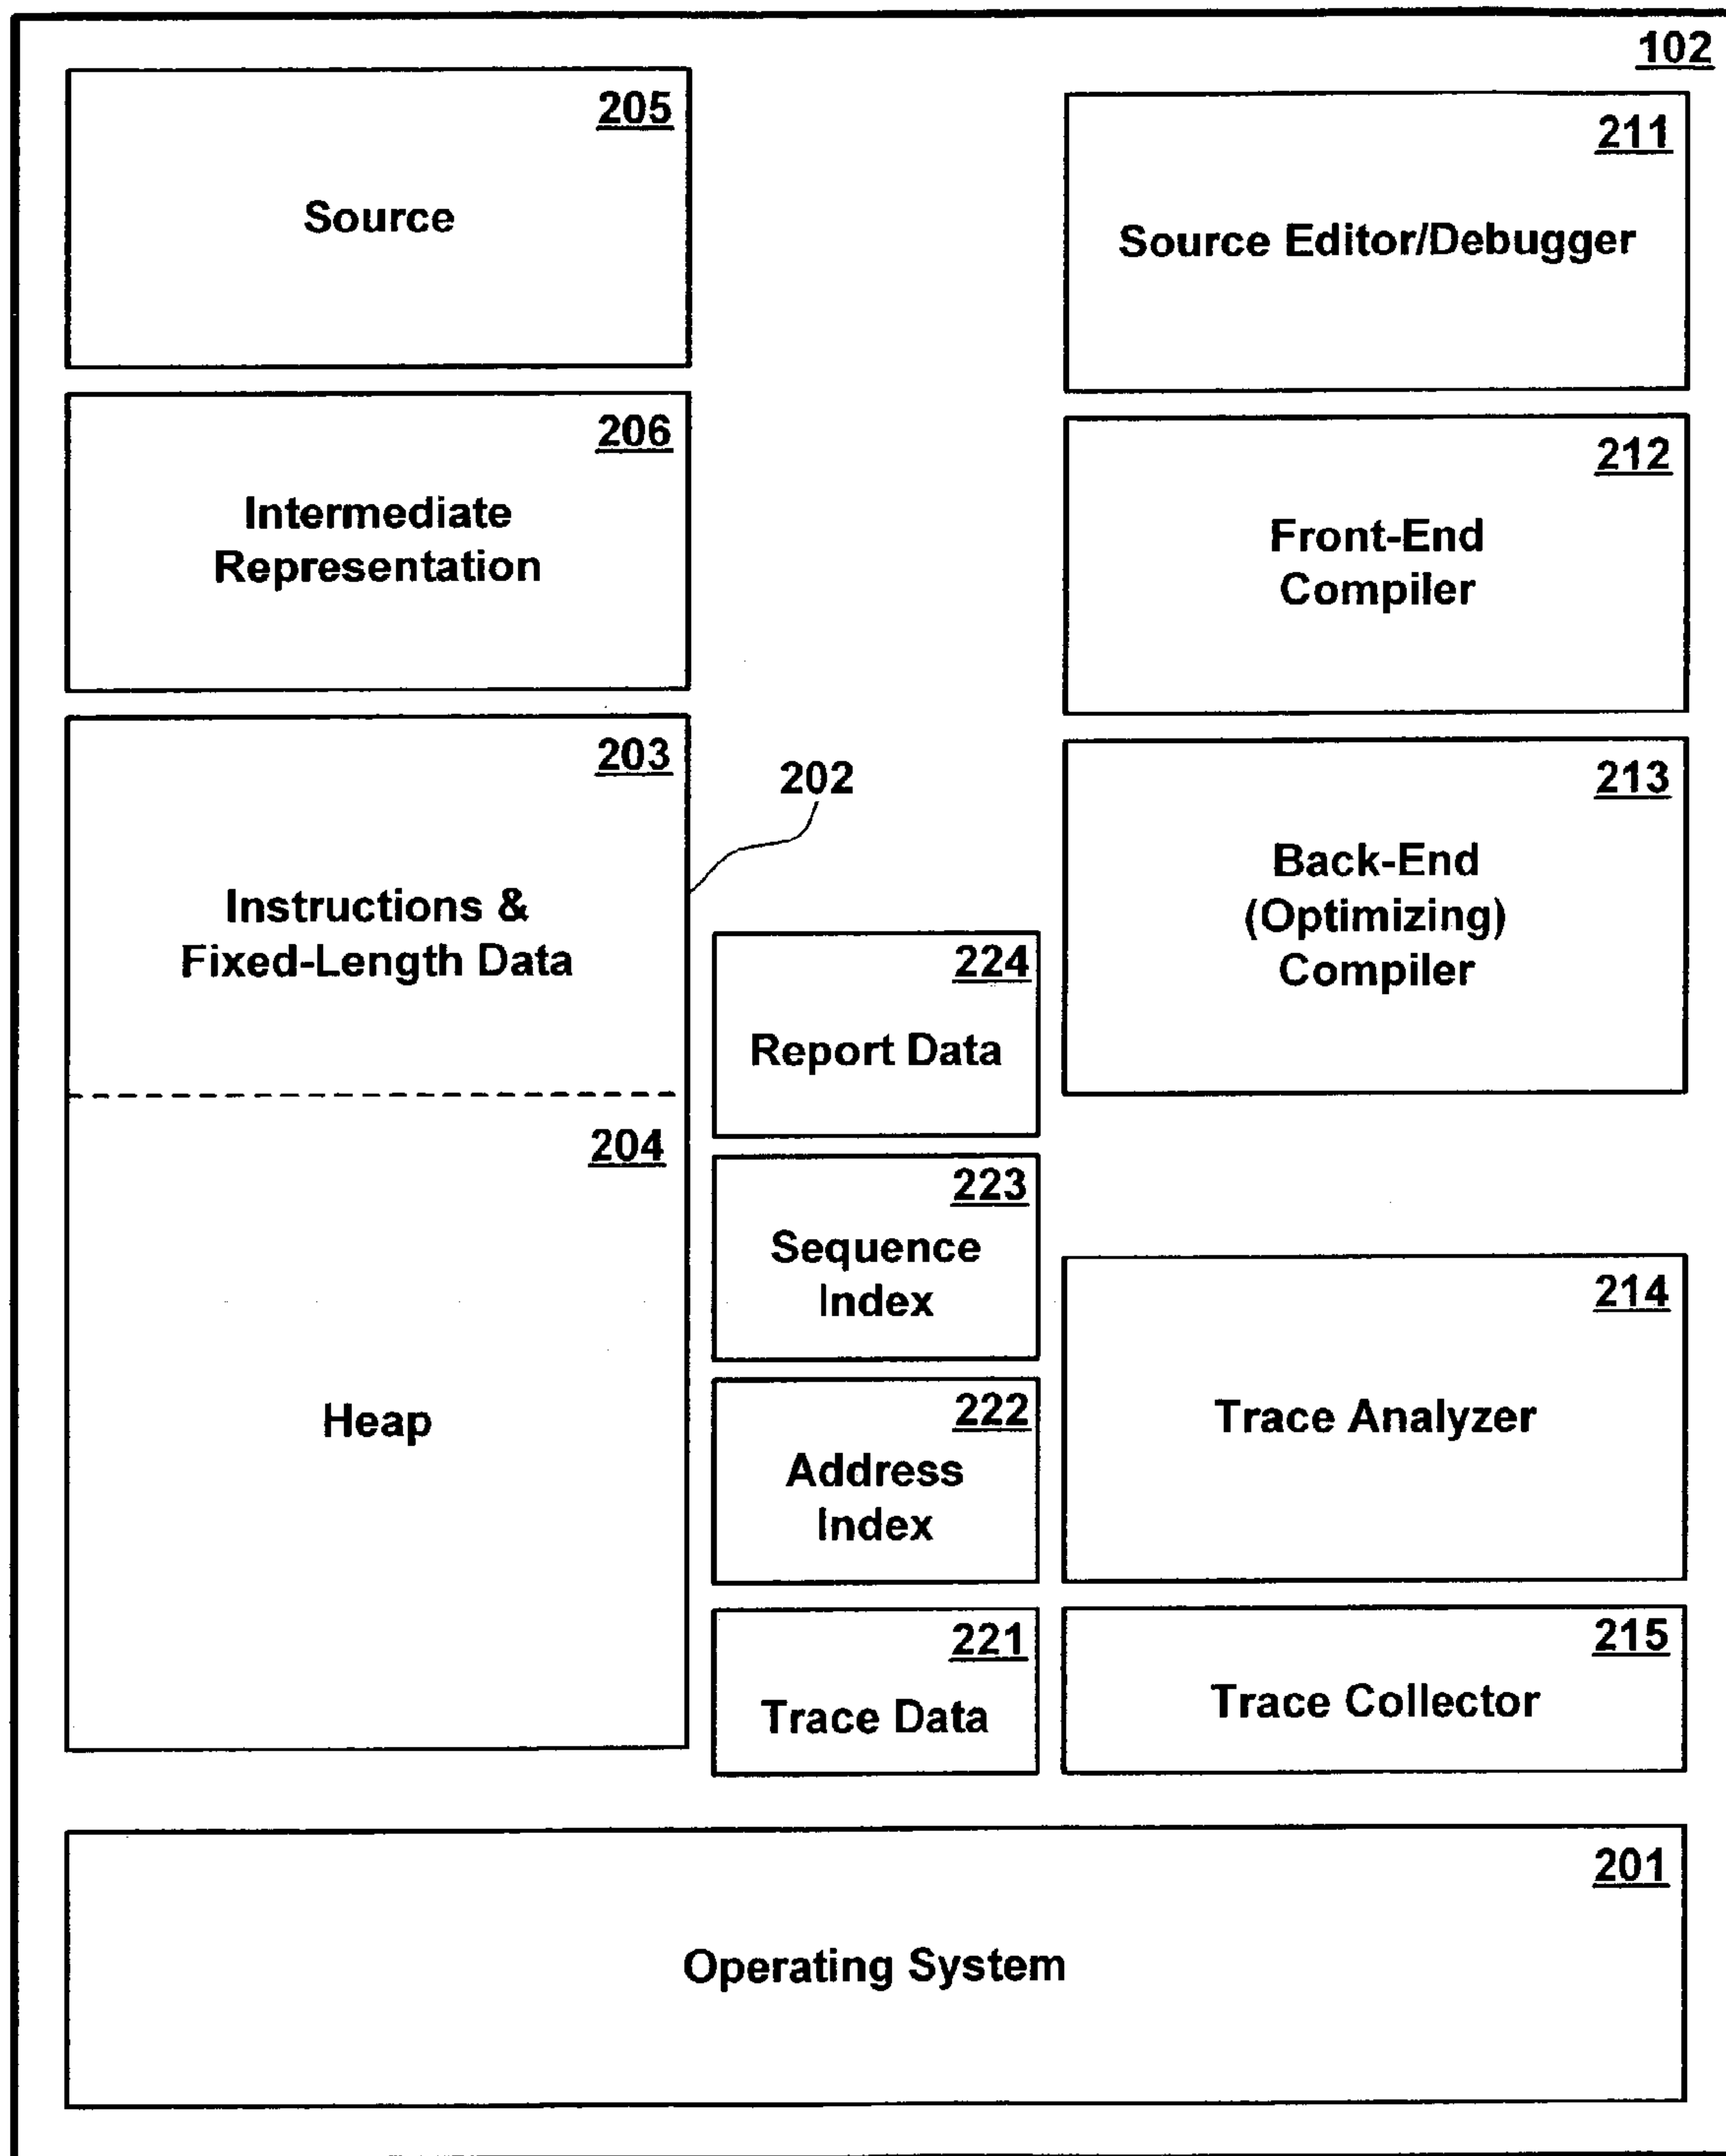 102
205
Source
206
Intermediate
Representation
203
Instructions &
Fixed-Length Data
202
204
Heap
224
Report Data
223
Sequence
Index
222
Address
Index
221
Trace Data
211
Source Editor/Debugger
212
Front-End
Compiler
213
Back-End
(Optimizing)
Compiler
214
Trace Analyzer
215
Trace Collector
201
Operating System